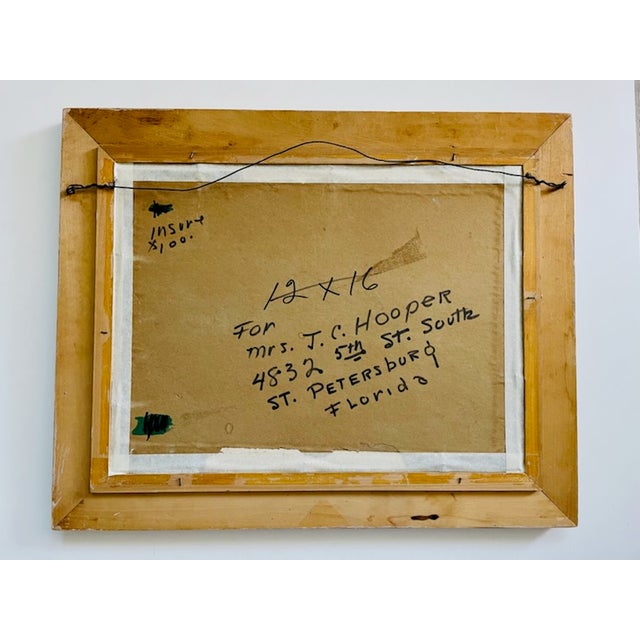 Insure
$100.
12 X 16
For
Mrs. J. C. Hooper
4832 5th St. South
St. Petersburg
Florida